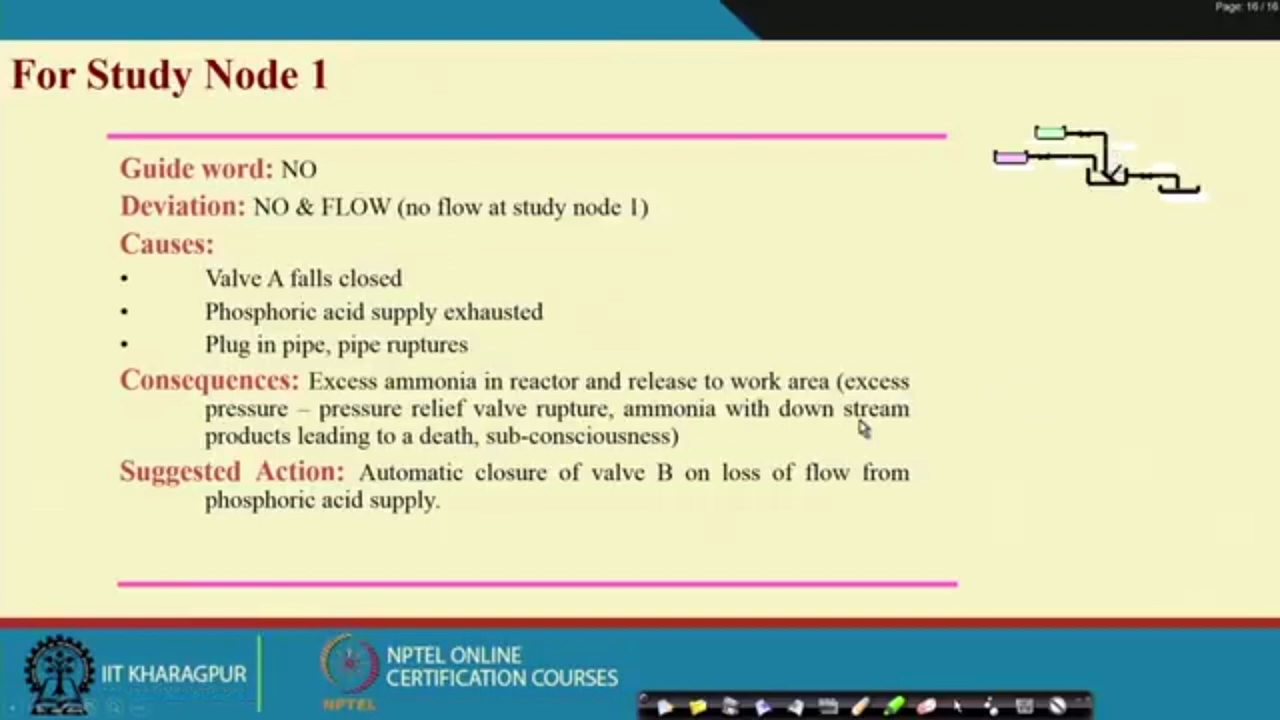 Page: 16 / 16
For Study Node 1
Guide word: NO
Deviation: NO & FLOW (no flow at study node 1)
Causes:
• Valve A falls closed
• Phosphoric acid supply exhausted
• Plug in pipe, pipe ruptures
Consequences: Excess ammonia in reactor and release to work area (excess
pressure – pressure relief valve rupture, ammonia with down stream
products leading to a death, sub-consciousness)
Suggested Action: Automatic closure of valve B on loss of flow from
phosphoric acid supply.
IIT KHARAGPUR
NPTEL
NPTEL ONLINE
CERTIFICATION COURSES